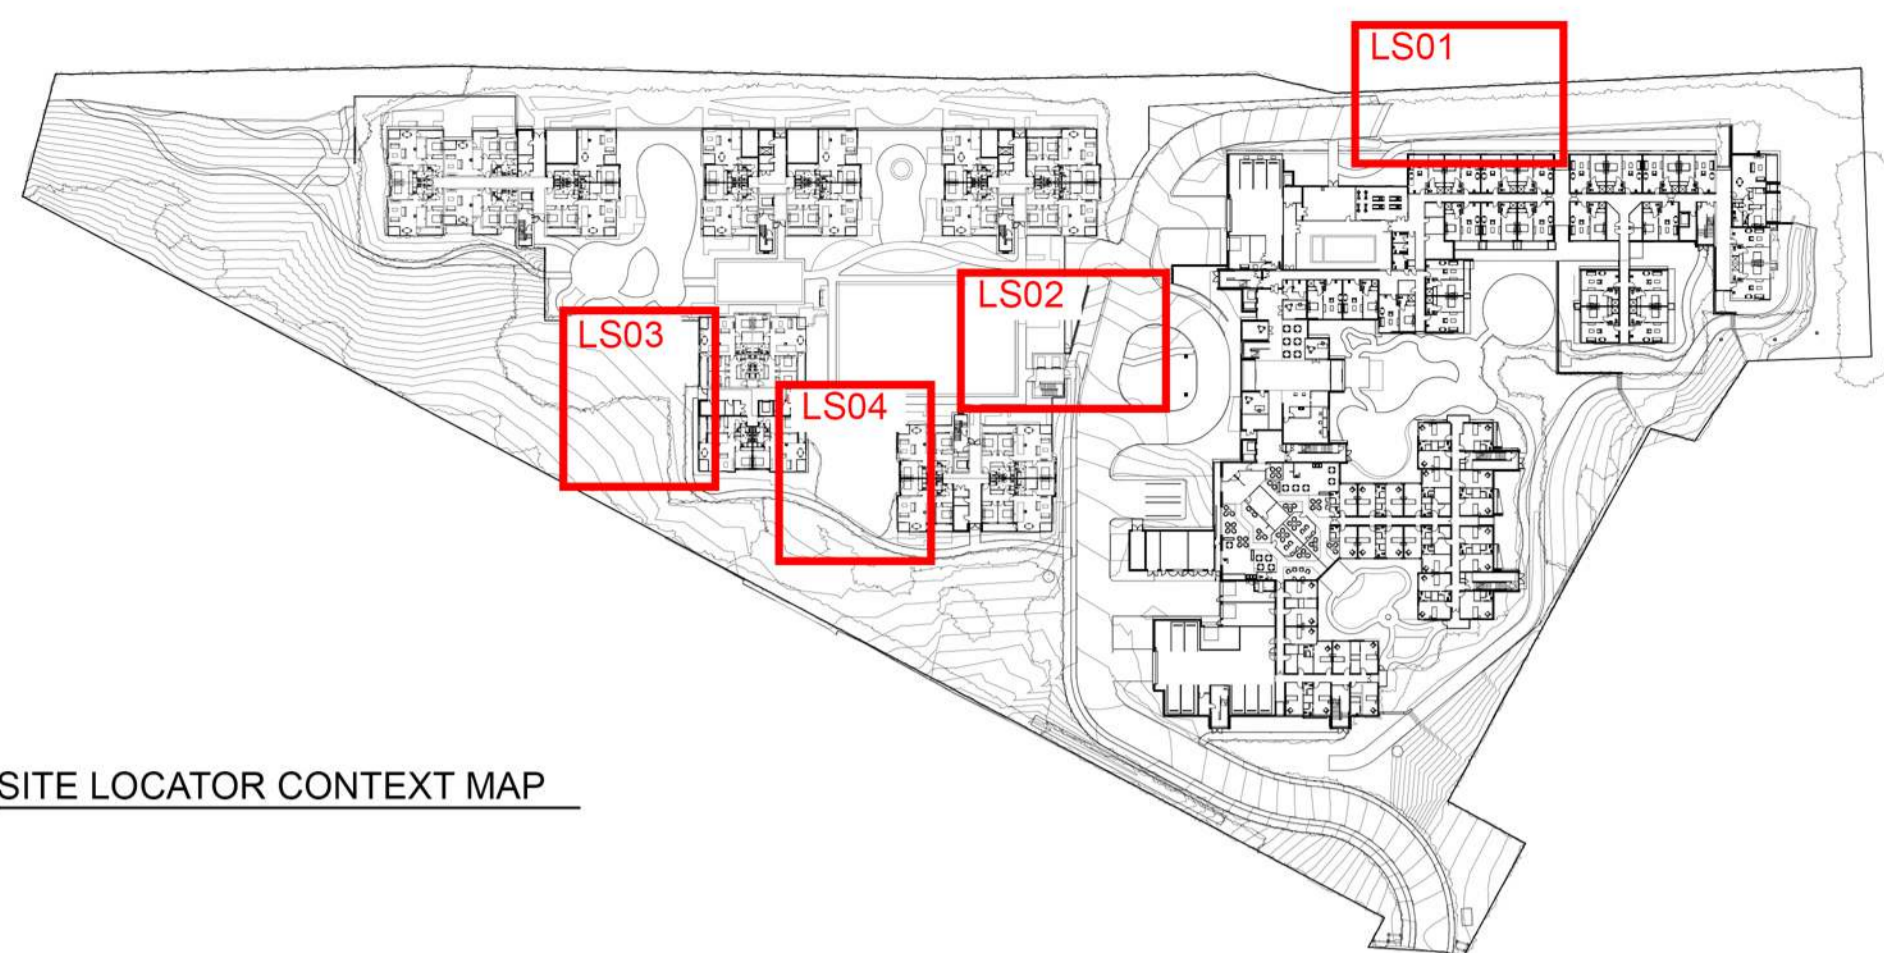 LS01
LS02
LS03
LS04
SITE LOCATOR CONTEXT MAP